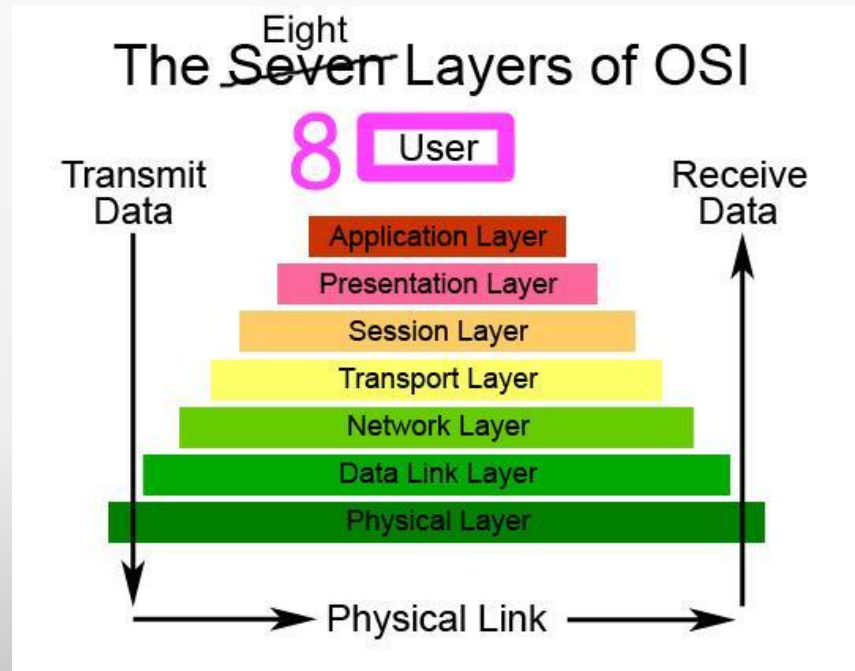 Eight
The Seven Layers of OSI
8 User
Transmit
Data
Receive
Data
Application Layer
Presentation Layer
Session Layer
Transport Layer
Network Layer
Data Link Layer
Physical Layer
Physical Link